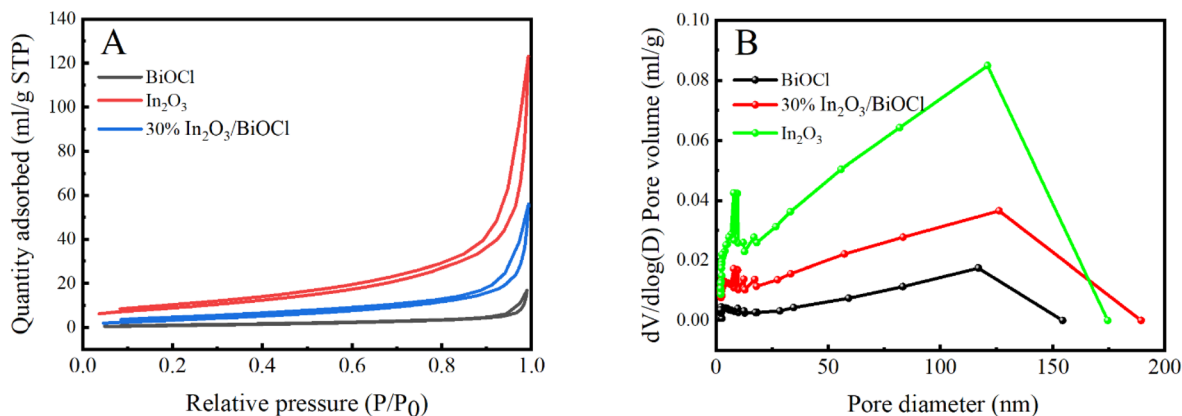 A
Quantity adsorbed (ml/g STP)
140
120
100
80
60
40
20
0
BiOCl
In₂O₃
30% In₂O₃/BiOCl
0.0
0.2
0.4
0.6
0.8
1.0
Relative pressure (P/P₀)
B
dV/dlog(D) Pore volume (ml/g)
0.10
0.08
0.06
0.04
0.02
0.00
BiOCl
30% In₂O₃/BiOCl
In₂O₃
0
50
100
150
200
Pore diameter (nm)